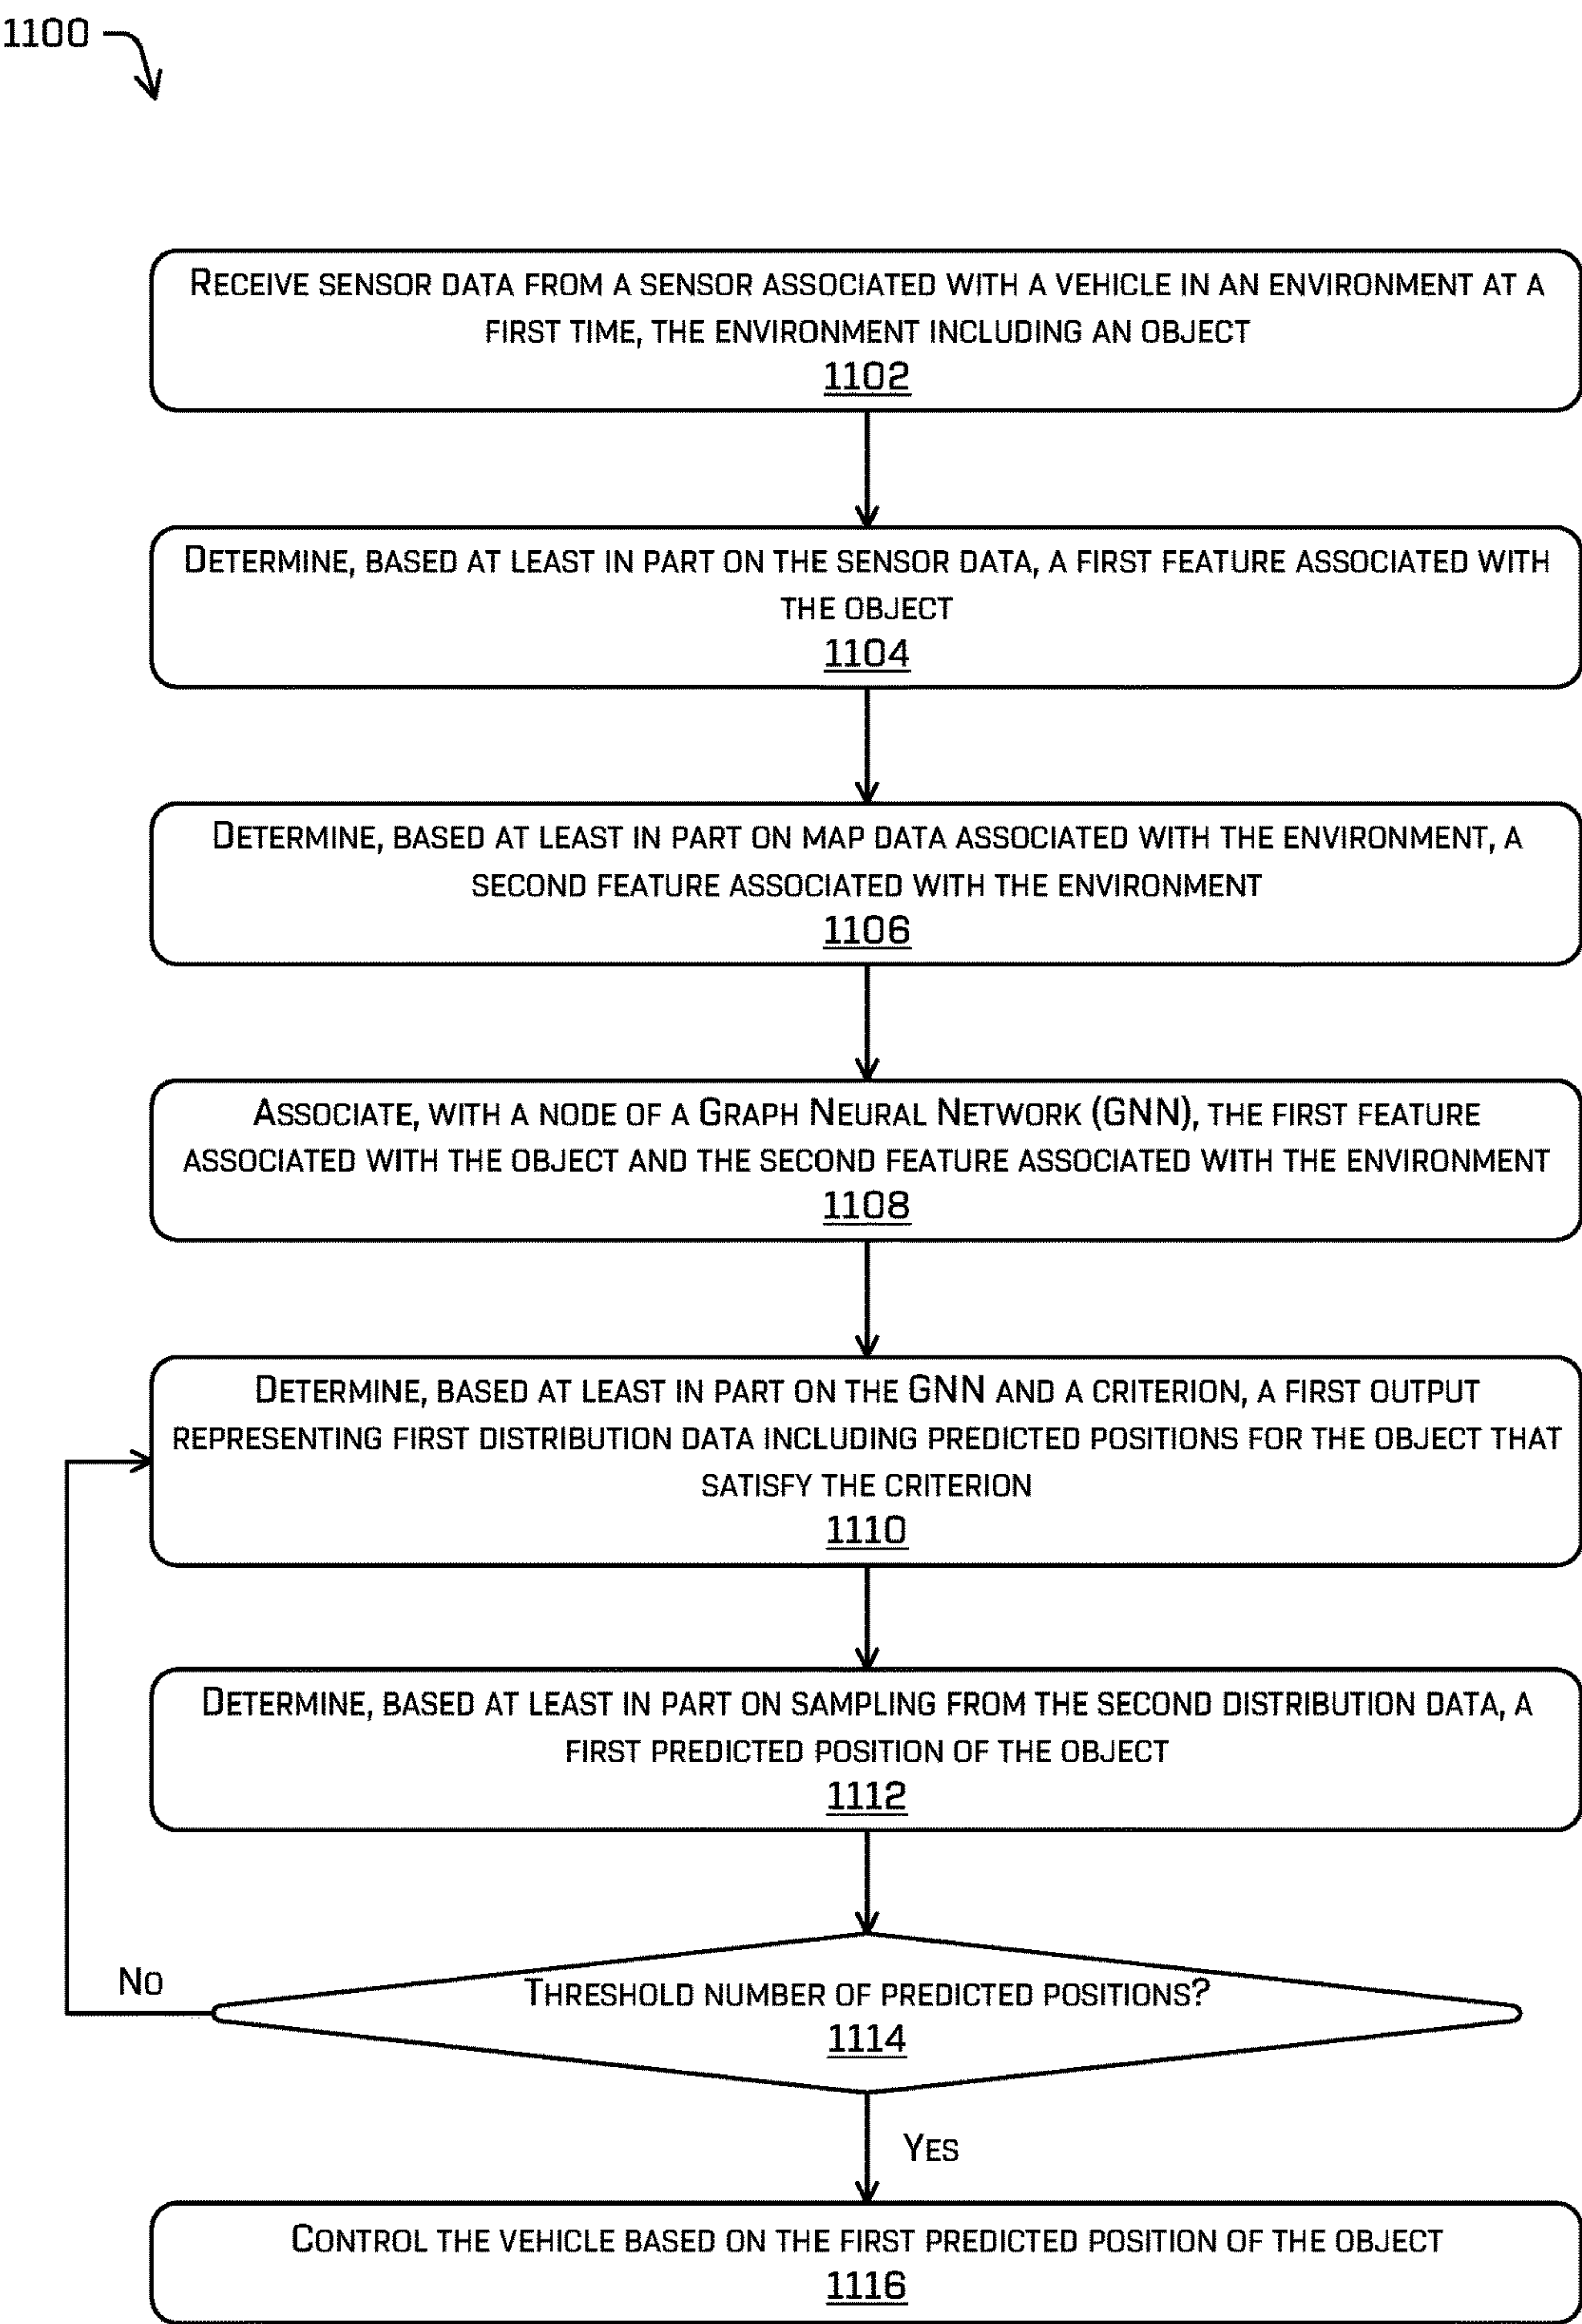 1100
RECEIVE SENSOR DATA FROM A SENSOR ASSOCIATED WITH A VEHICLE IN AN ENVIRONMENT AT A
FIRST TIME, THE ENVIRONMENT INCLUDING AN OBJECT
1102
DETERMINE, BASED AT LEAST IN PART ON THE SENSOR DATA, A FIRST FEATURE ASSOCIATED WITH
THE OBJECT
1104
DETERMINE, BASED AT LEAST IN PART ON MAP DATA ASSOCIATED WITH THE ENVIRONMENT, A
SECOND FEATURE ASSOCIATED WITH THE ENVIRONMENT
1106
ASSOCIATE, WITH A NODE OF A GRAPH NEURAL NETWORK (GNN), THE FIRST FEATURE
ASSOCIATED WITH THE OBJECT AND THE SECOND FEATURE ASSOCIATED WITH THE ENVIRONMENT
1108
DETERMINE, BASED AT LEAST IN PART ON THE GNN AND A CRITERION, A FIRST OUTPUT
REPRESENTING FIRST DISTRIBUTION DATA INCLUDING PREDICTED POSITIONS FOR THE OBJECT THAT
SATISFY THE CRITERION
1110
DETERMINE, BASED AT LEAST IN PART ON SAMPLING FROM THE SECOND DISTRIBUTION DATA, A
FIRST PREDICTED POSITION OF THE OBJECT
1112
NO
THRESHOLD NUMBER OF PREDICTED POSITIONS?
1114
YES
CONTROL THE VEHICLE BASED ON THE FIRST PREDICTED POSITION OF THE OBJECT
1116